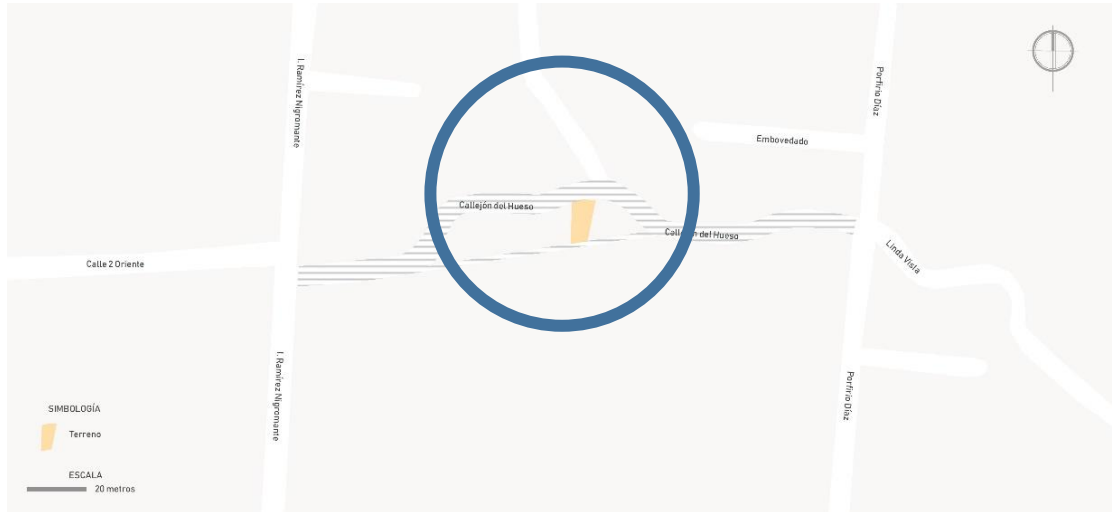 I. Ramírez Nigromante
Porfirio Díaz
Embovedado
Callejón del Hueso
Callejón del Hueso
Linda Vista
Calle 2 Oriente
I. Ramírez Nigromante
Porfirio Díaz
SIMBOLOGÍA
Terreno
ESCALA
20 metros